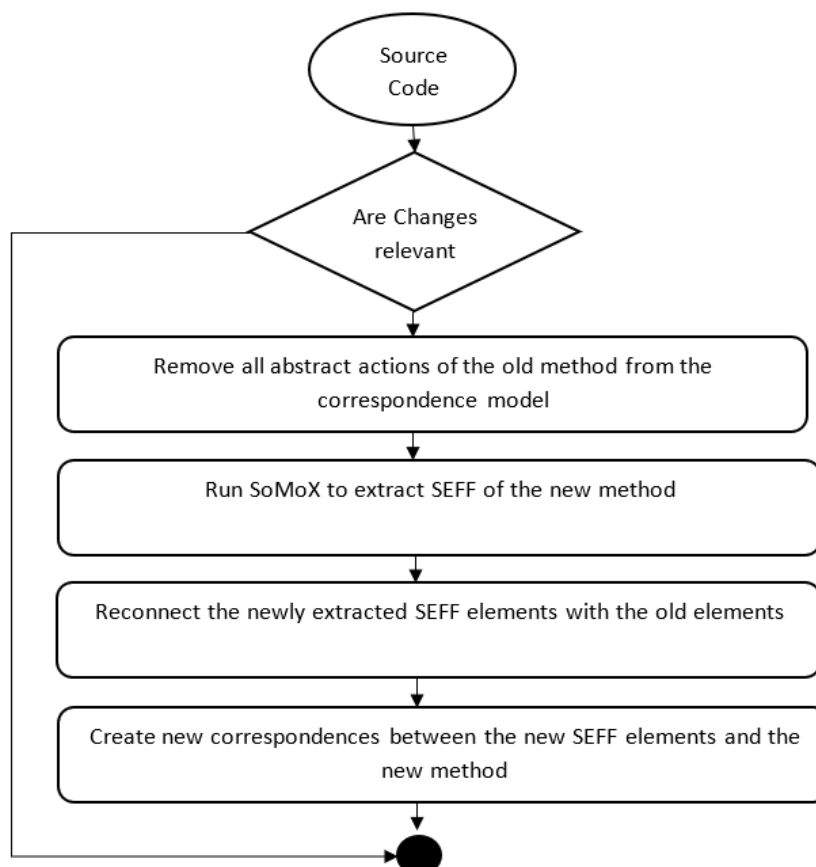 Source
Code
Are Changes
relevant
Remove all abstract actions of the old method from the
correspondence model
Run SoMoX to extract SEFF of the new method
Reconnect the newly extracted SEFF elements with the old elements
Create new correspondences between the new SEFF elements and the
new method